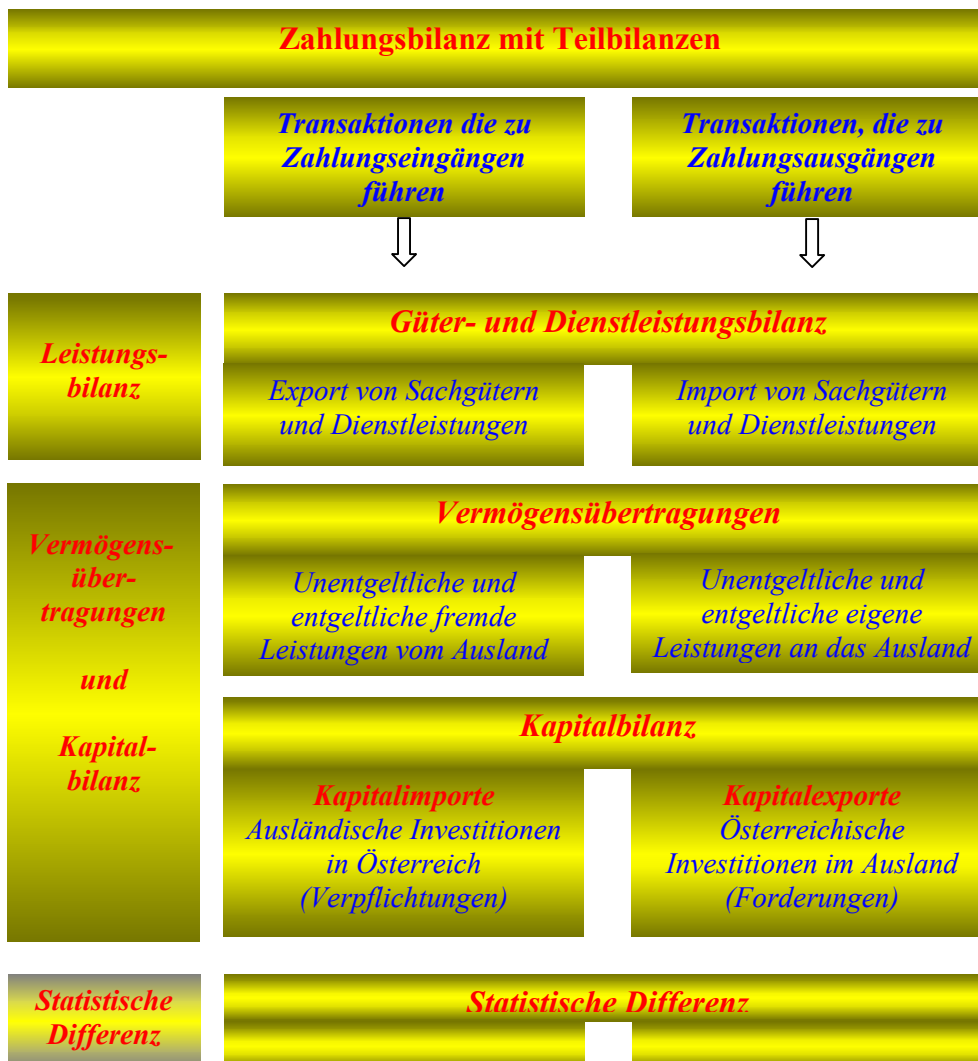 Zahlungsbilanz mit Teilbilanzen
Transaktionen die zu
Zahlungseingängen
führen
Transaktionen, die zu
Zahlungsausgängen
führen
Leistungs-
bilanz
Güter- und Dienstleistungsbilanz
Export von Sachgütern
und Dienstleistungen
Import von Sachgütern
und Dienstleistungen
Vermögens-
über-
tragungen
und
Kapital-
bilanz
Vermögensübertragungen
Unentgeltliche und
entgeltliche fremde
Leistungen vom Ausland
Unentgeltliche und
entgeltliche eigene
Leistungen an das Ausland
Kapitalbilanz
Kapitalimporte
Ausländische Investitionen
in Österreich
(Verpflichtungen)
Kapitalexporte
Österreichische
Investitionen im Ausland
(Forderungen)
Statistische
Differenz
Statistische Differenz